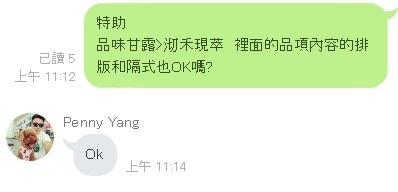 特助
品味甘露>沏禾現萃 裡面的品項內容的排
版和隔式也OK嗎?
已讀 5
上午 11:12
Penny Yang
Ok
上午 11:14